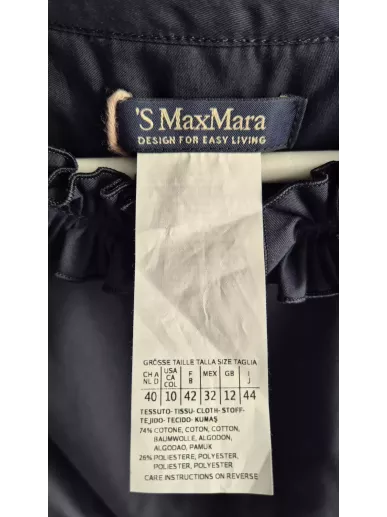 'S MaxMara
DESIGN FOR EASY LIVING
GRÖSSE TAILLE TALLA SIZE TAGLIA
CH A NL D USA CA COL F B MEX GB I J
40 10 42 32 12 44
TESSUTO-TISSU-CLOTH-STOFF-
TEJIDO-TECIDO-KUMAŞ
74% COTONE, COTON, COTTON,
BAUMWOLLE, ALGODON,
ALGODAO, PAMUK
26% POLIESTERE, POLYESTER,
POLIESTER, POLYESTER
CARE INSTRUCTIONS ON REVERSE